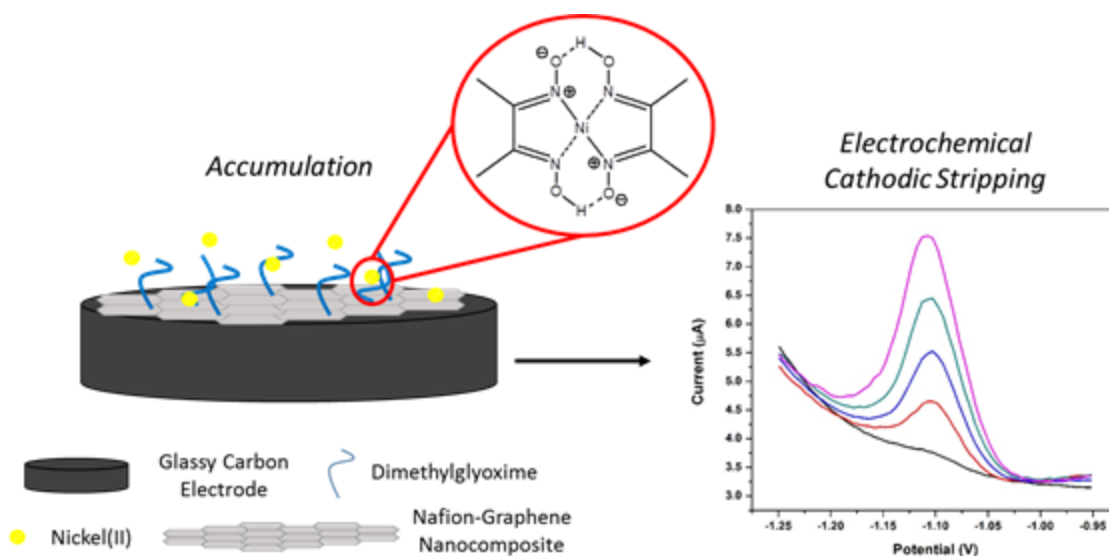 Accumulation
⊖
O
H
O
N
⊕
N
Ni
N
⊕
N
O
H
O
⊖
Electrochemical
Cathodic Stripping
8.0
7.5
7.0
6.5
6.0
5.5
5.0
4.5
4.0
3.5
3.0
Current (μA)
-1.25
-1.20
-1.15
-1.10
-1.05
-1.00
-0.95
Potential (V)
Glassy Carbon
Electrode
Dimethylglyoxime
Nickel(II)
Nafion-Graphene
Nanocomposite